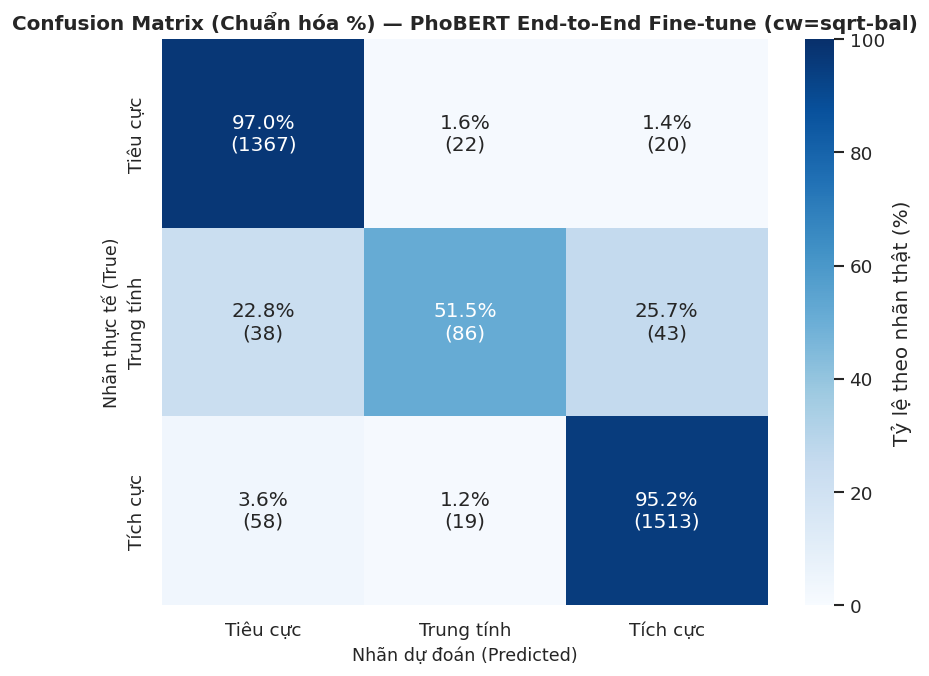 Confusion Matrix (Chuẩn hóa %) — PhoBERT End-to-End Fine-tune (cw=sqrt-bal)
Nhãn thực tế (True)
Tiêu cực
97.0%
(1367)
1.6%
(22)
1.4%
(20)
Trung tính
22.8%
(38)
51.5%
(86)
25.7%
(43)
Tích cực
3.6%
(58)
1.2%
(19)
95.2%
(1513)
Tiêu cực
Trung tính
Tích cực
Nhãn dự đoán (Predicted)
100
80
60
40
20
0
Tỷ lệ theo nhãn thật (%)